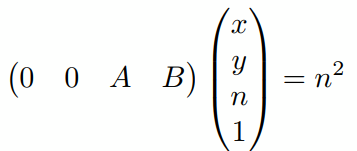 (0 0 A B) (x y n 1) = n²